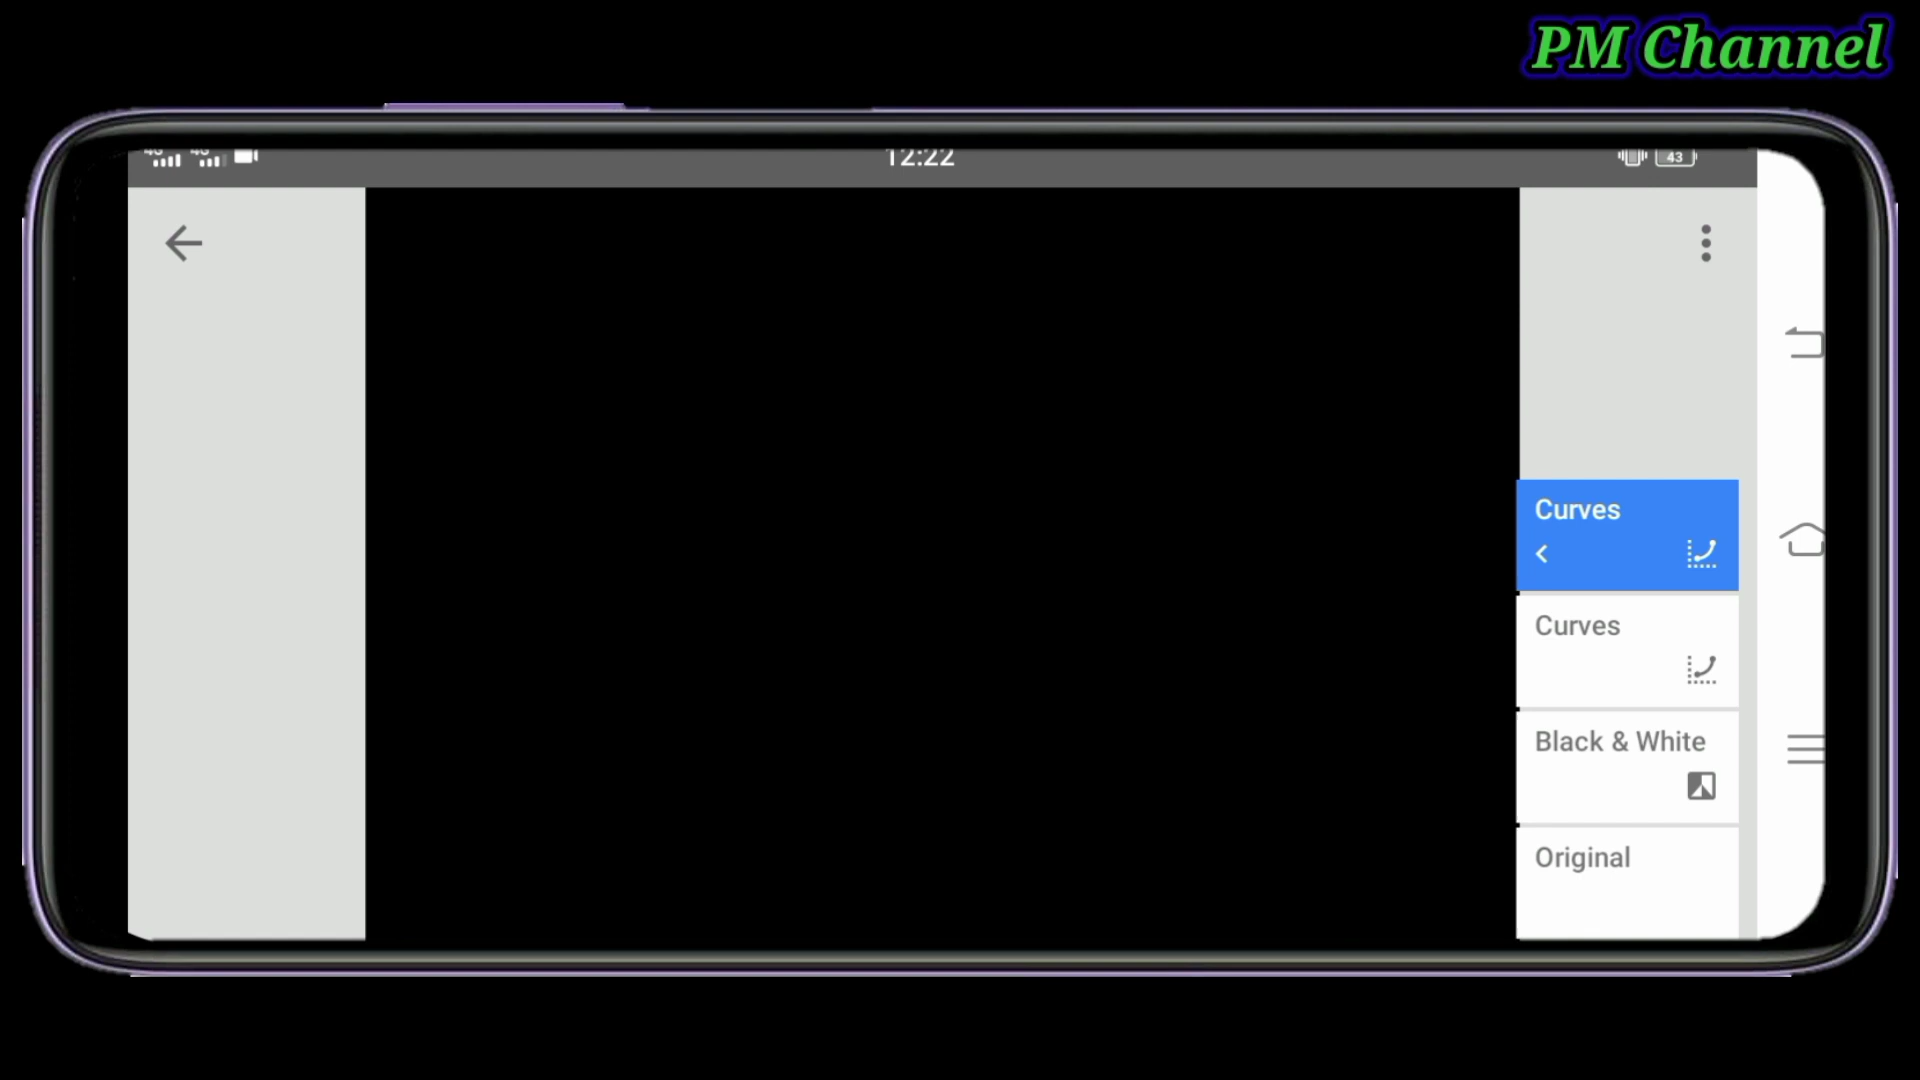 PM Channel
12:22
43
Curves
Curves
Black & White
Original